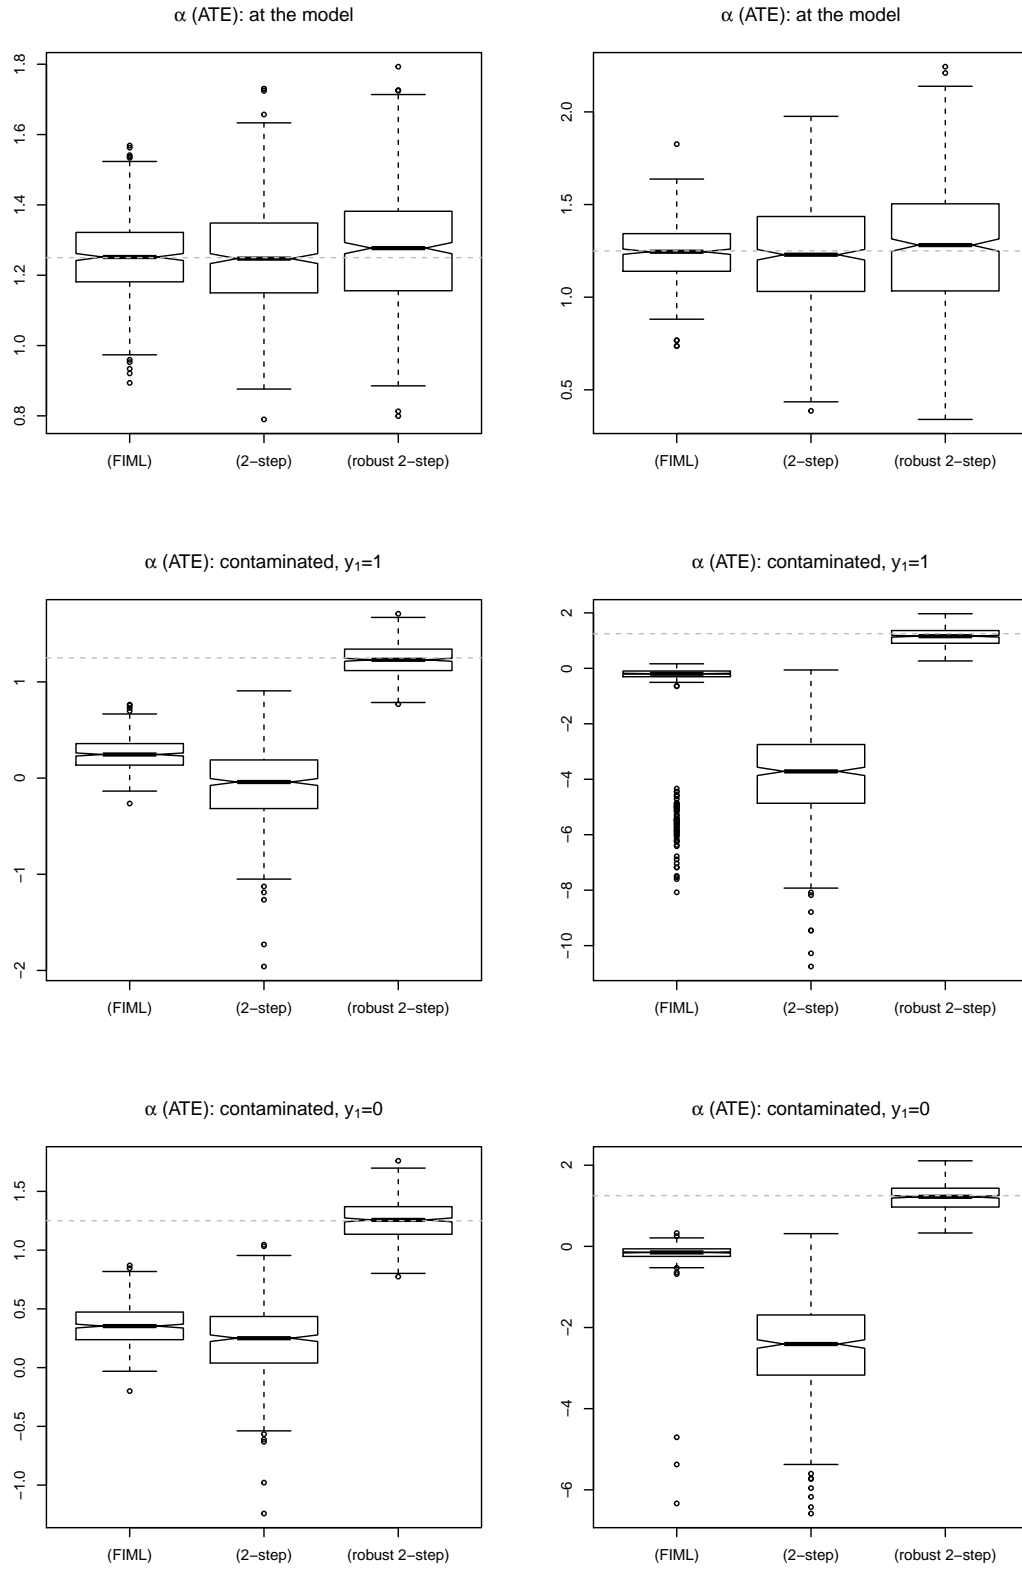 α (ATE): at the model
1.8
1.6
1.4
1.2
1.0
0.8
(FIML) (2−step) (robust 2−step)
α (ATE): at the model
2.0
1.5
1.0
0.5
(FIML) (2−step) (robust 2−step)
α (ATE): contaminated, y₁=1
1
0
−1
−2
(FIML) (2−step) (robust 2−step)
α (ATE): contaminated, y₁=1
2
0
−2
−4
−6
−8
−10
(FIML) (2−step) (robust 2−step)
α (ATE): contaminated, y₁=0
1.5
1.0
0.5
0.0
−0.5
−1.0
(FIML) (2−step) (robust 2−step)
α (ATE): contaminated, y₁=0
2
0
−2
−4
−6
(FIML) (2−step) (robust 2−step)